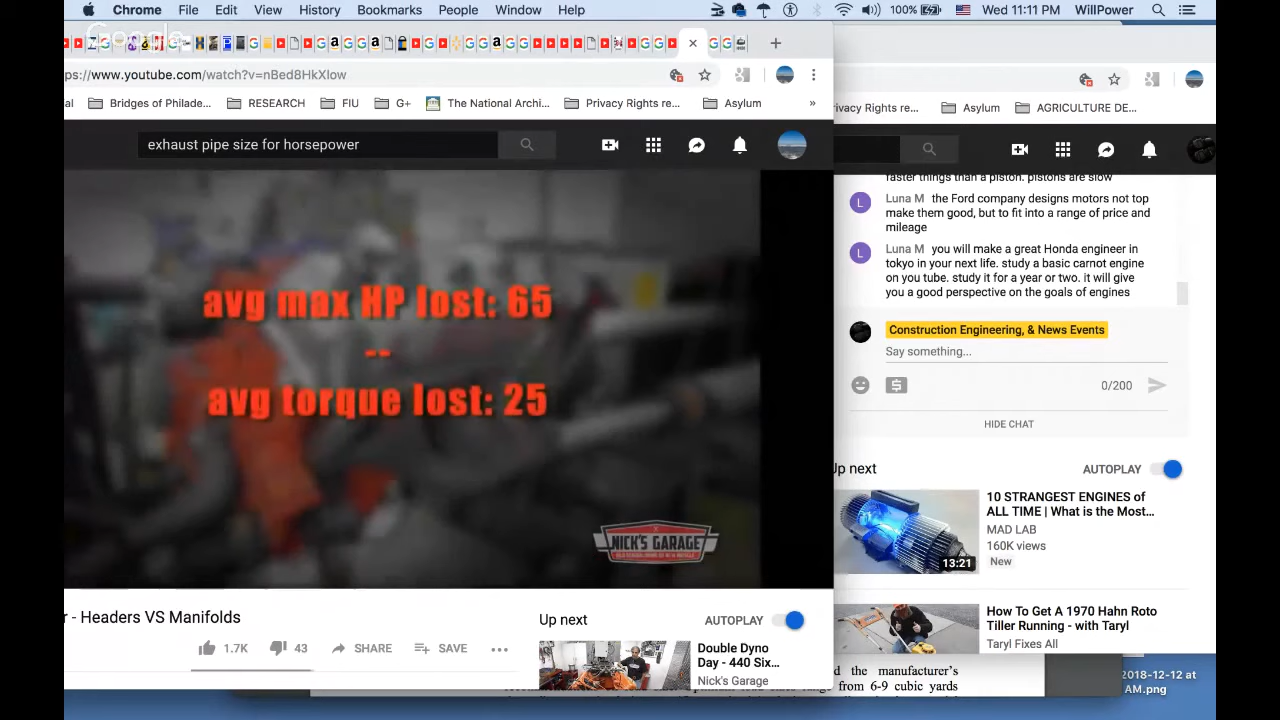 Chrome File Edit View History Bookmarks People Window Help
100% Wed 11:11 PM WillPower
ps://www.youtube.com/watch?v=nBed8HkXlow
al Bridges of Philade... RESEARCH FIU G+ The National Archi... Privacy Rights re... Asylum »
ivacy Rights re... Asylum AGRICULTURE DE...
exhaust pipe size for horsepower
avg max HP lost: 65
--
avg torque lost: 25
NICK'S GARAGE
r - Headers VS Manifolds
1.7K 43 SHARE SAVE
Up next AUTOPLAY
Double Dyno
Day - 440 Six...
Nick's Garage
faster things than a piston. pistons are slow
L Luna M the Ford company designs motors not top
make them good, but to fit into a range of price and
mileage
L Luna M you will make a great Honda engineer in
tokyo in your next life. study a basic carnot engine
on you tube. study it for a year or two. it will give
you a good perspective on the goals of engines
Construction Engineering, & News Events
Say something...
0/200
HIDE CHAT
Up next AUTOPLAY
10 STRANGEST ENGINES of
ALL TIME | What is the Most...
MAD LAB
160K views
New
13:21
How To Get A 1970 Hahn Roto
Tiller Running - with Taryl
Taryl Fixes All
d the manufacturer's
range from 6-9 cubic yards
2018-12-12 at
AM.png